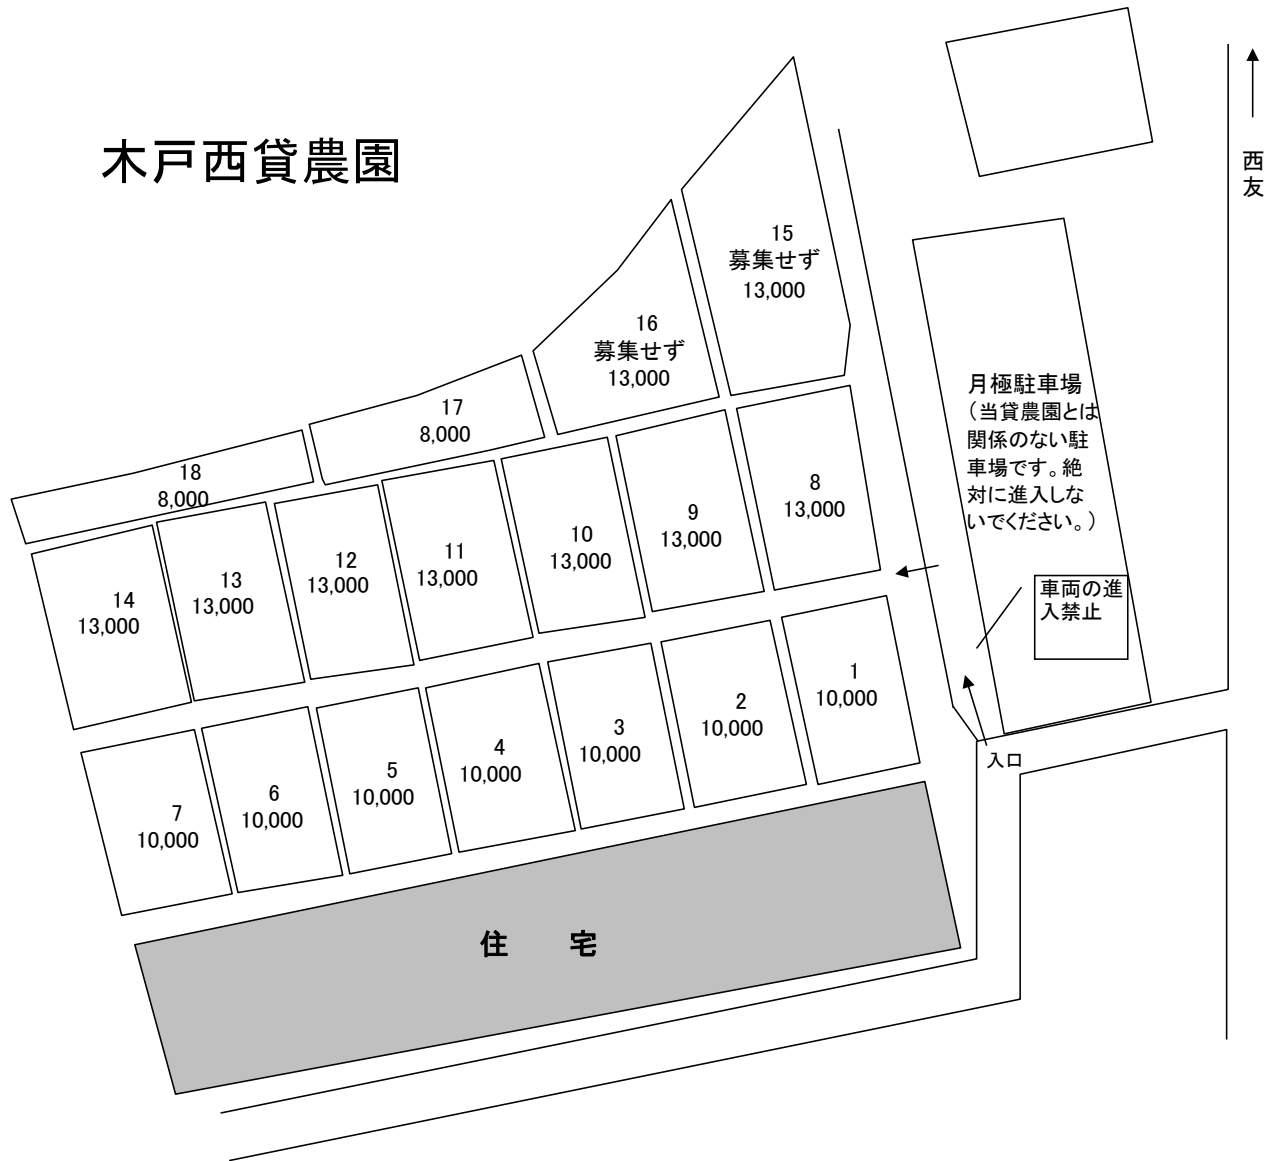 木戸西貸農園
西
友
15
募集せず
13,000
16
募集せず
13,000
17
8,000
18
8,000
月極駐車場
（当貸農園とは
関係のない駐
車場です。絶
対に進入しな
いでください。）
8
13,000
9
13,000
10
13,000
11
13,000
12
13,000
13
13,000
14
13,000
車両の進
入禁止
1
10,000
2
10,000
3
10,000
4
10,000
5
10,000
6
10,000
7
10,000
入口
住　宅